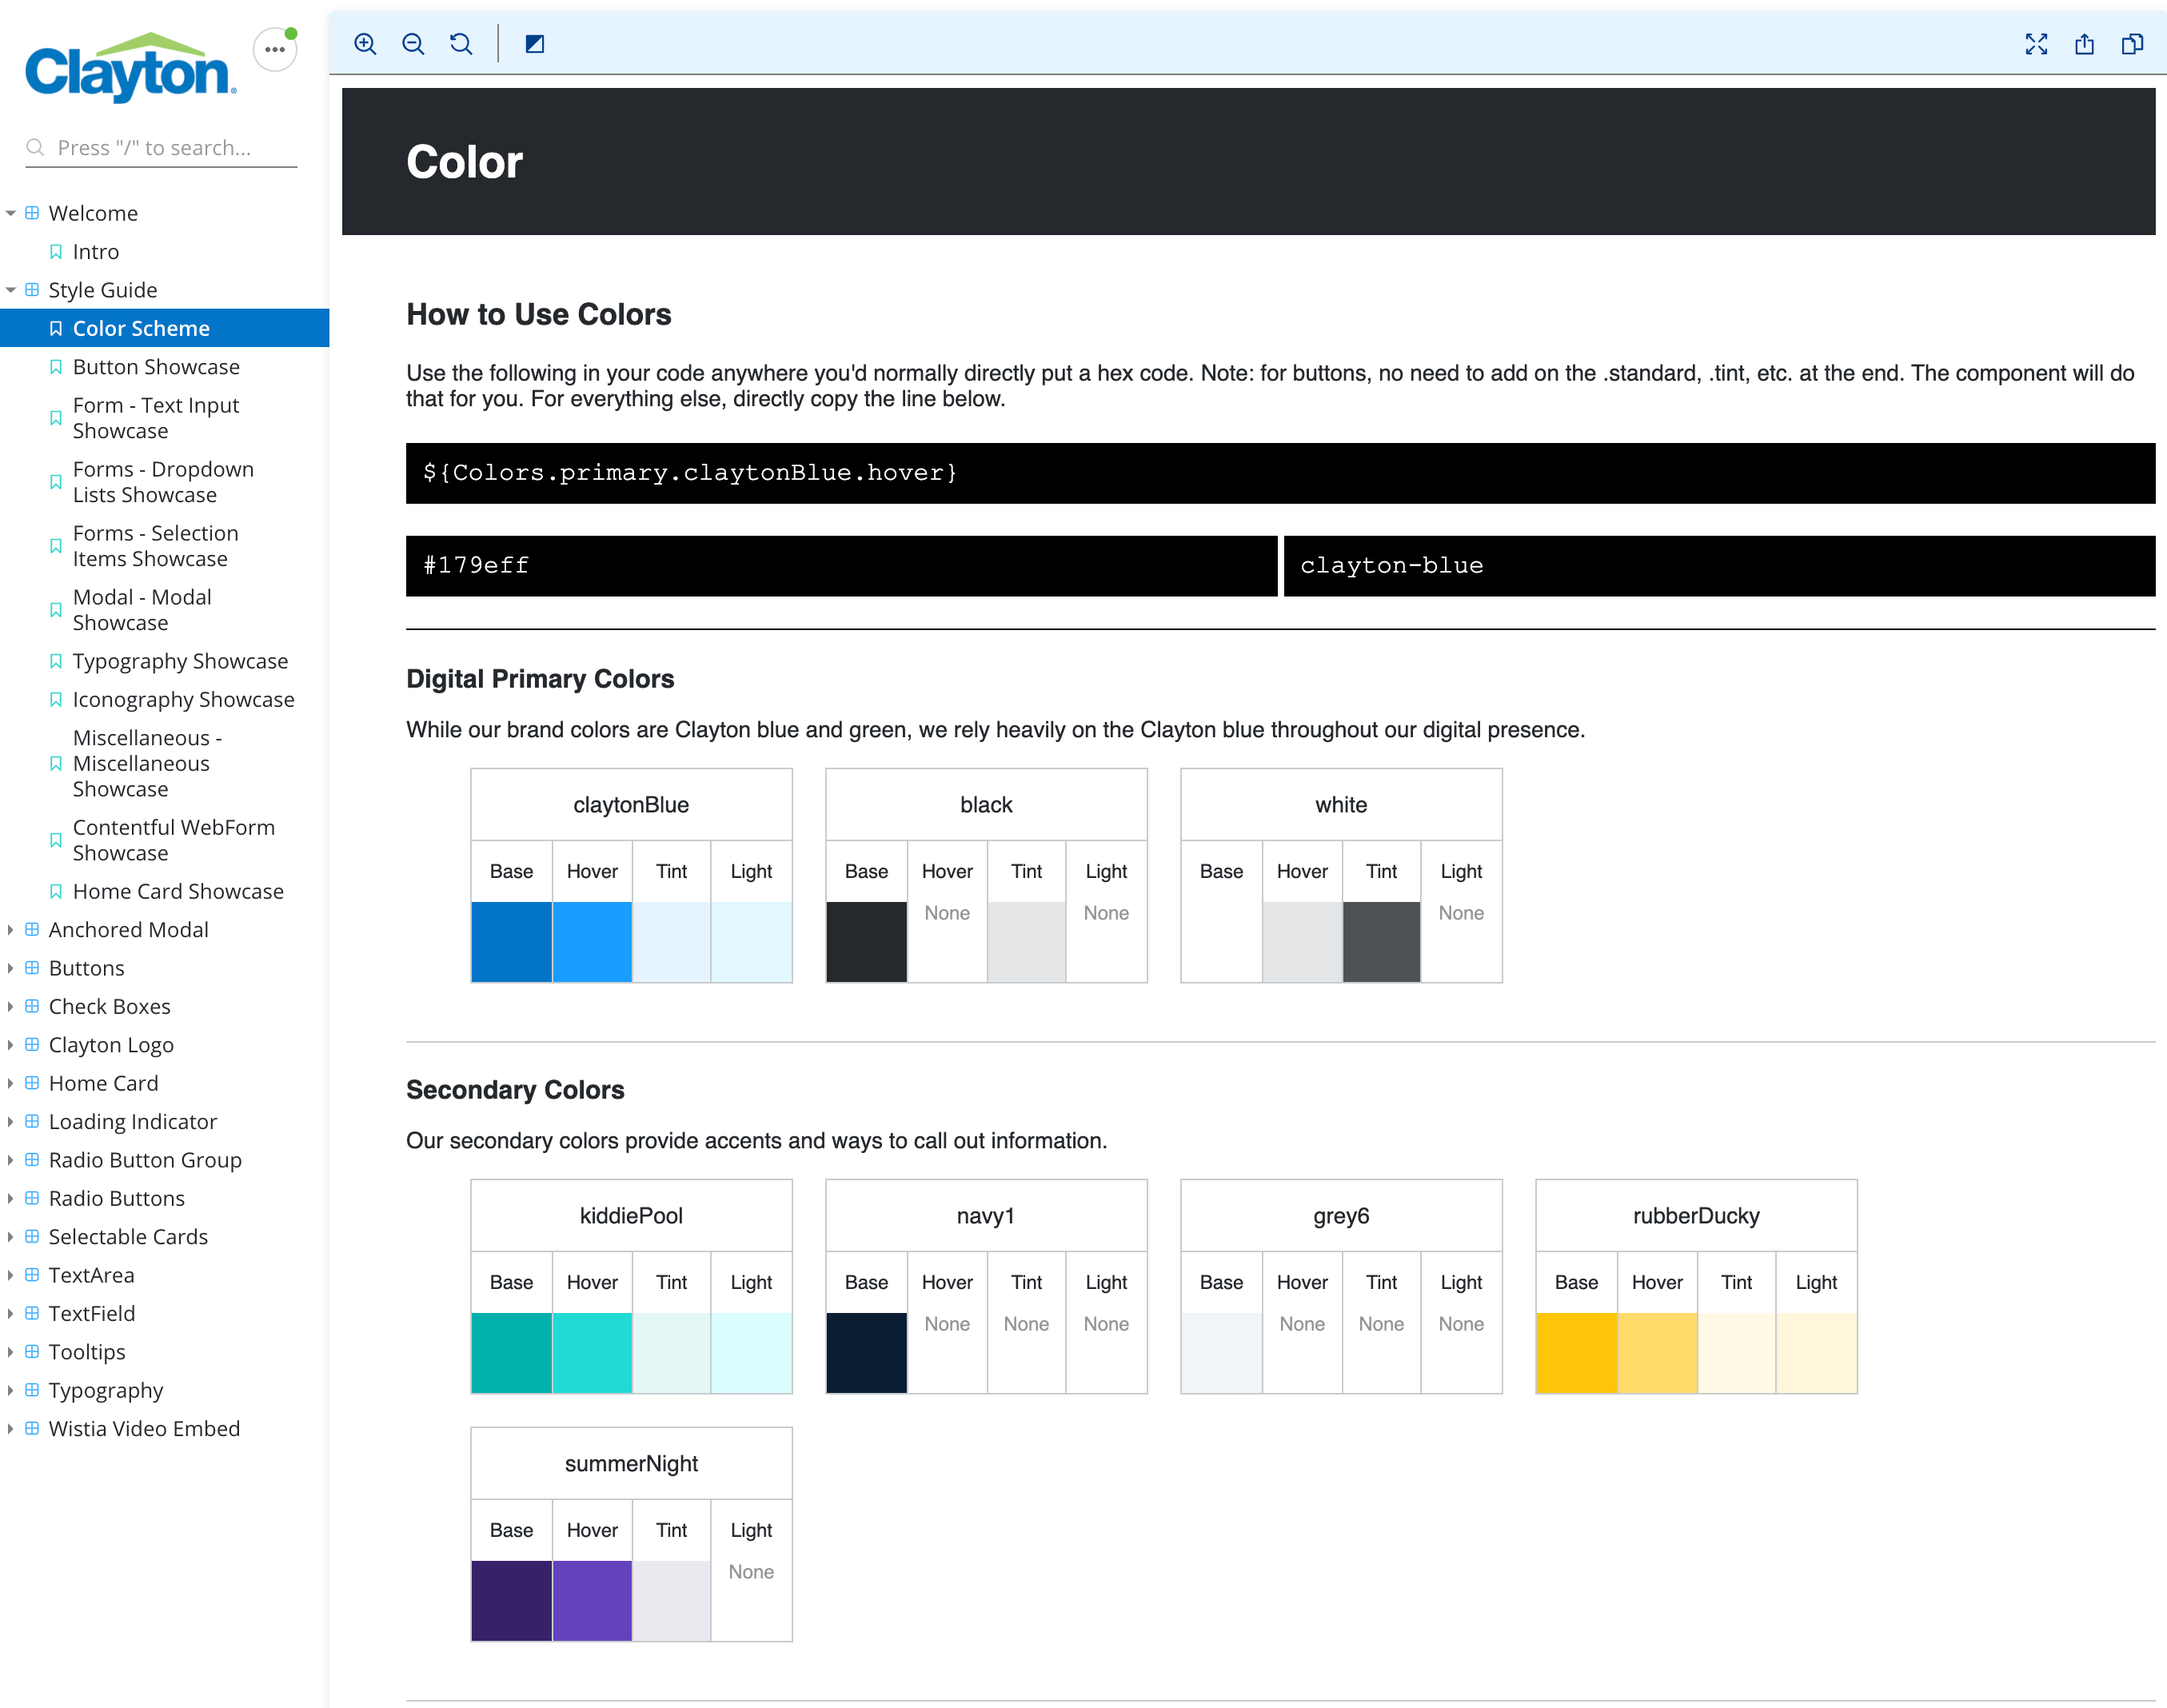 Clayton
Press "/" to search...
Welcome
Intro
Style Guide
Color Scheme
Button Showcase
Form - Text Input
Showcase
Forms - Dropdown
Lists Showcase
Forms - Selection
Items Showcase
Modal - Modal
Showcase
Typography Showcase
Iconography Showcase
Miscellaneous -
Miscellaneous
Showcase
Contentful WebForm
Showcase
Home Card Showcase
Anchored Modal
Buttons
Check Boxes
Clayton Logo
Home Card
Loading Indicator
Radio Button Group
Radio Buttons
Selectable Cards
TextArea
TextField
Tooltips
Typography
Wistia Video Embed
Color
How to Use Colors
Use the following in your code anywhere you'd normally directly put a hex code. Note: for buttons, no need to add on the .standard, .tint, etc. at the end. The component will do
that for you. For everything else, directly copy the line below.
${Colors.primary.claytonBlue.hover}
#179eff
clayton-blue
Digital Primary Colors
While our brand colors are Clayton blue and green, we rely heavily on the Clayton blue throughout our digital presence.
claytonBlue
Base Hover Tint Light
black
Base Hover Tint Light
None None
white
Base Hover Tint Light
None
Secondary Colors
Our secondary colors provide accents and ways to call out information.
kiddiePool
Base Hover Tint Light
navy1
Base Hover Tint Light
None None None
grey6
Base Hover Tint Light
None None None
rubberDucky
Base Hover Tint Light
summerNight
Base Hover Tint Light
None